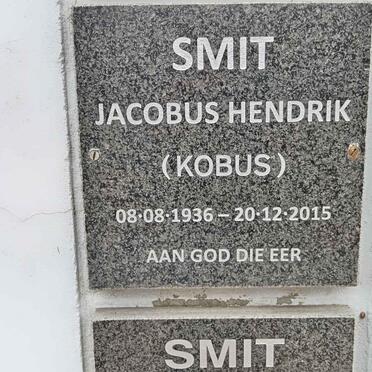 SMIT
JACOBUS HENDRIK
(KOBUS)
08·08·1936 – 20·12·2015
AAN GOD DIE EER
SMIT